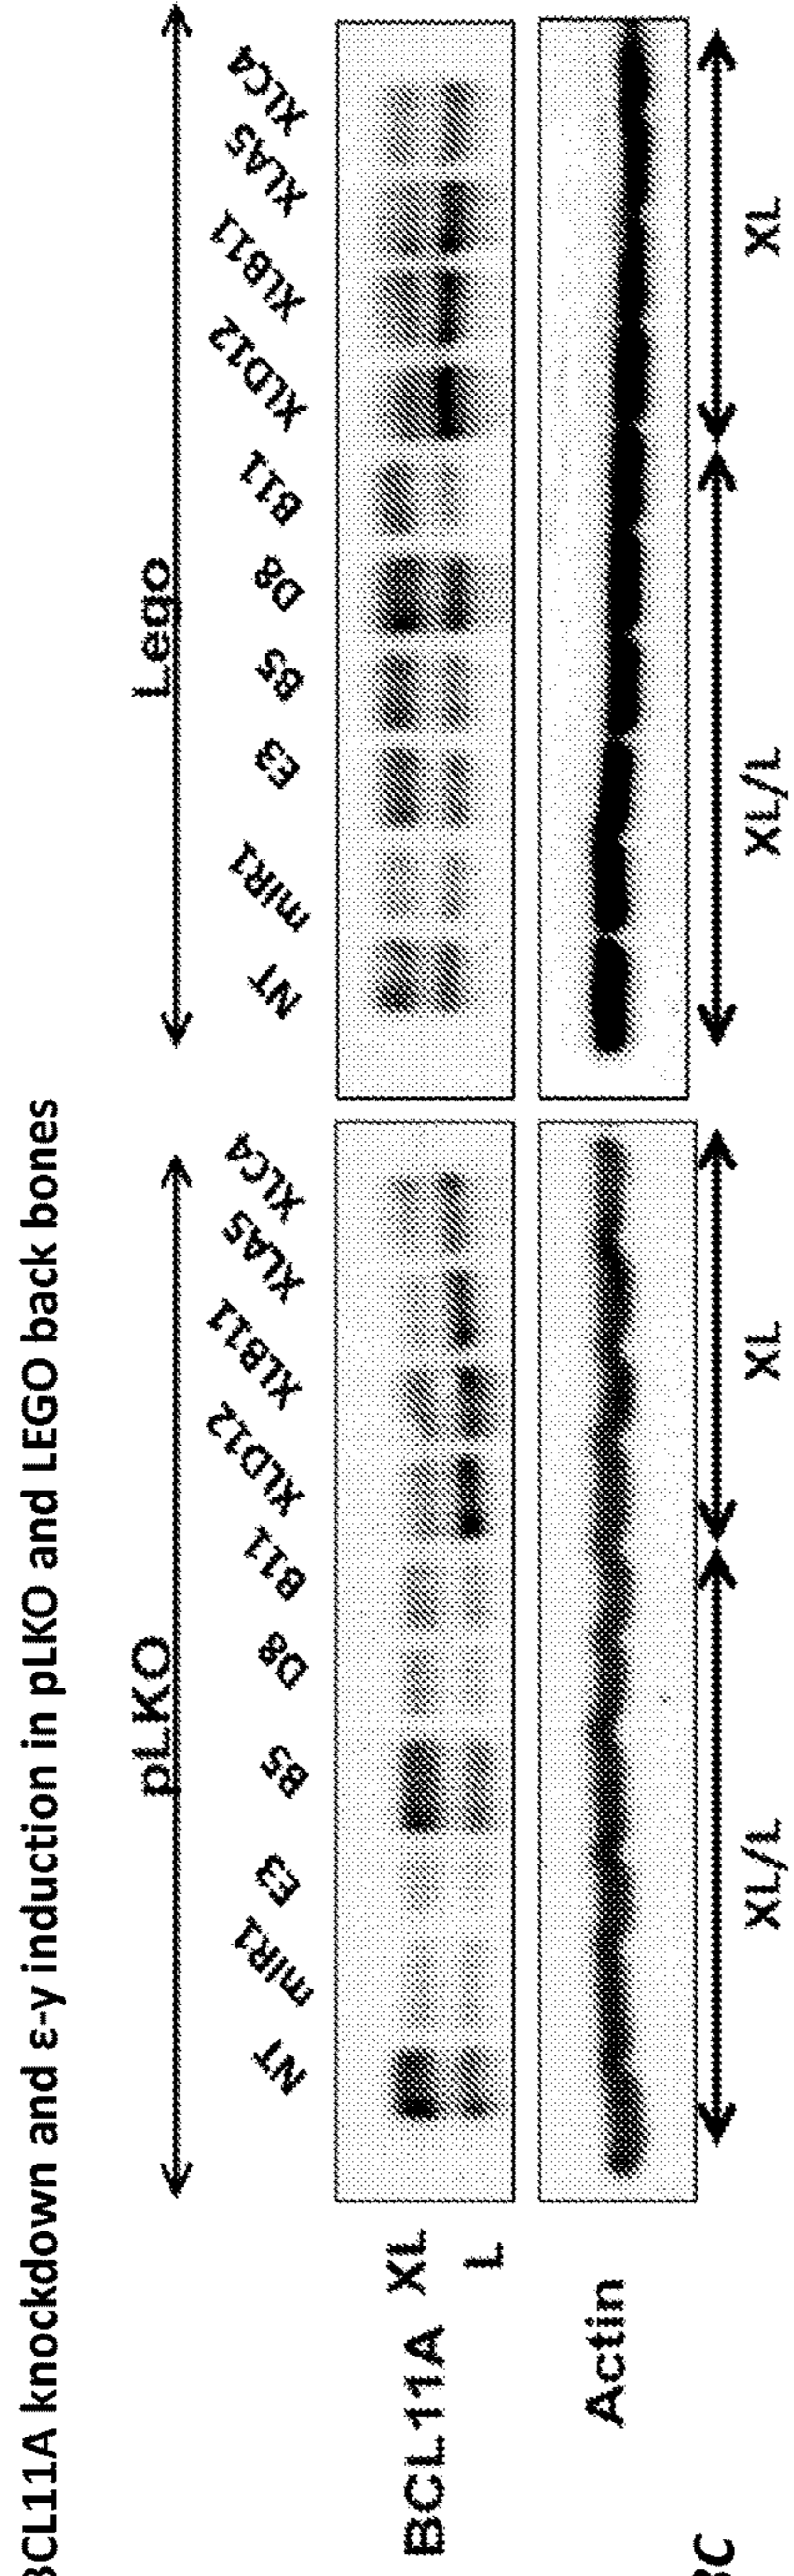 BCL11A knockdown and ε-y induction in pLKO and LEGO back bones
pLKO Lego
NT miR1 E3 B5 D8 B11 XLD12 XLB11 XLA5 XLC4 NT miR1 E3 B5 D8 B11 XLD12 XLB11 XLA5 XLC4
BCL11A XL
L
Actin
XL/L XL XL/L XL